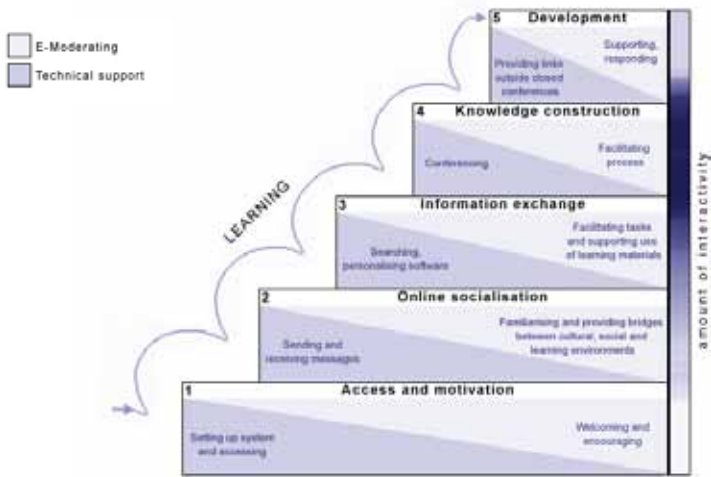 E-Moderating
Technical support
LEARNING
5 Development
Providing links
outside closed
conferences
Supporting,
responding
4 Knowledge construction
Conferencing
Facilitating
process
3 Information exchange
Searching,
personalising software
Facilitating tasks
and supporting use
of learning materials
2 Online socialisation
Sending and
receiving messages
Familiarising and providing bridges
between cultural, social and
learning environments
1 Access and motivation
Setting up system
and accessing
Welcoming and
encouraging
amount of interactivity